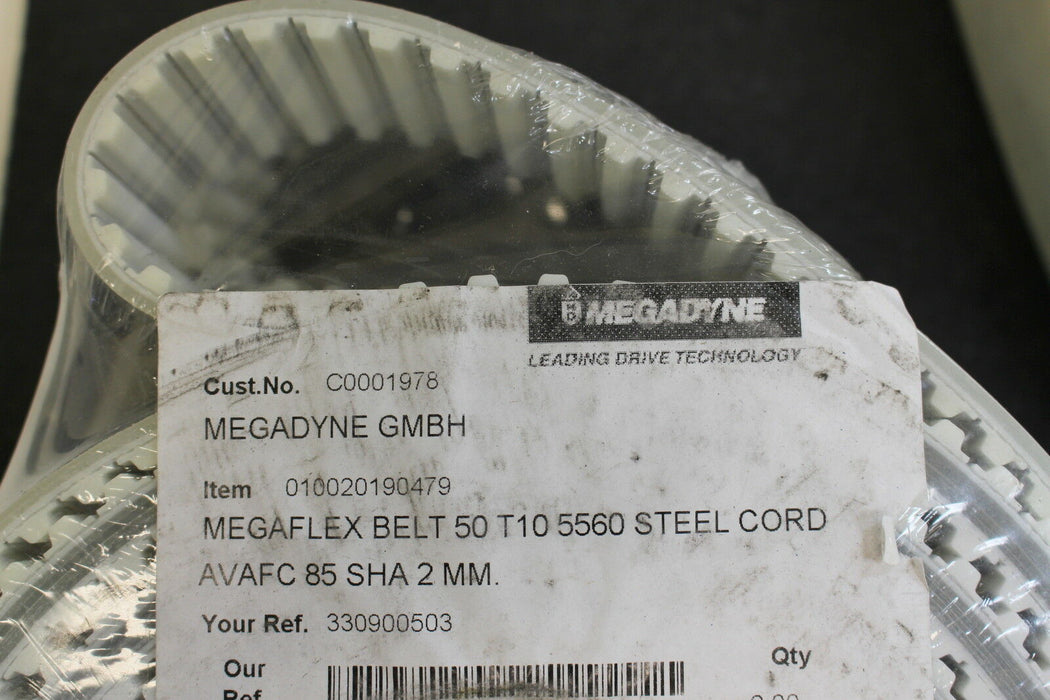 MEGADYNE
LEADING DRIVE TECHNOLOGY
Cust.No. C0001978
MEGADYNE GMBH
Item 010020190479
MEGAFLEX BELT 50 T10 5560 STEEL CORD
AVAFC 85 SHA 2 MM.
Your Ref. 330900503
Our Qty
Ref.